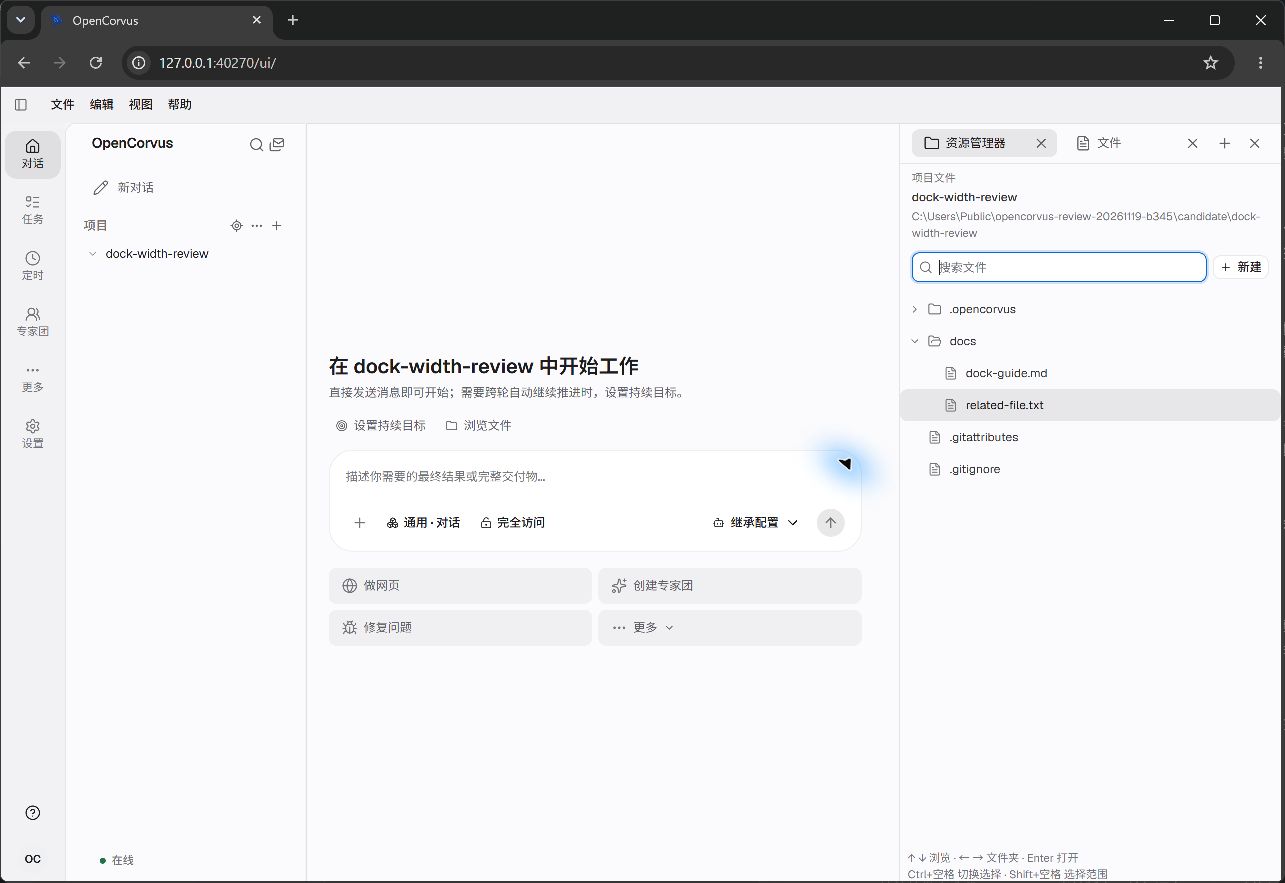 OpenCorvus
127.0.0.1:40270/ui/
文件 编辑 视图 帮助
对话
任务
定时
专家团
更多
设置
OC
OpenCorvus
新对话
项目
dock-width-review
在线
在 dock-width-review 中开始工作
直接发送消息即可开始；需要跨轮自动继续推进时，设置持续目标。
设置持续目标 浏览文件
描述你需要的最终结果或完整交付物...
通用 · 对话 完全访问 继承配置
做网页 创建专家团
修复问题 更多
资源管理器 文件
项目文件
dock-width-review
C:\Users\Public\opencorvus-review-20261119-b345\candidate\dock-
width-review
搜索文件 + 新建
.opencorvus
docs
dock-guide.md
related-file.txt
.gitattributes
.gitignore
↑↓ 浏览 · ← → 文件夹 · Enter 打开
Ctrl+空格 切换选择 · Shift+空格 选择范围